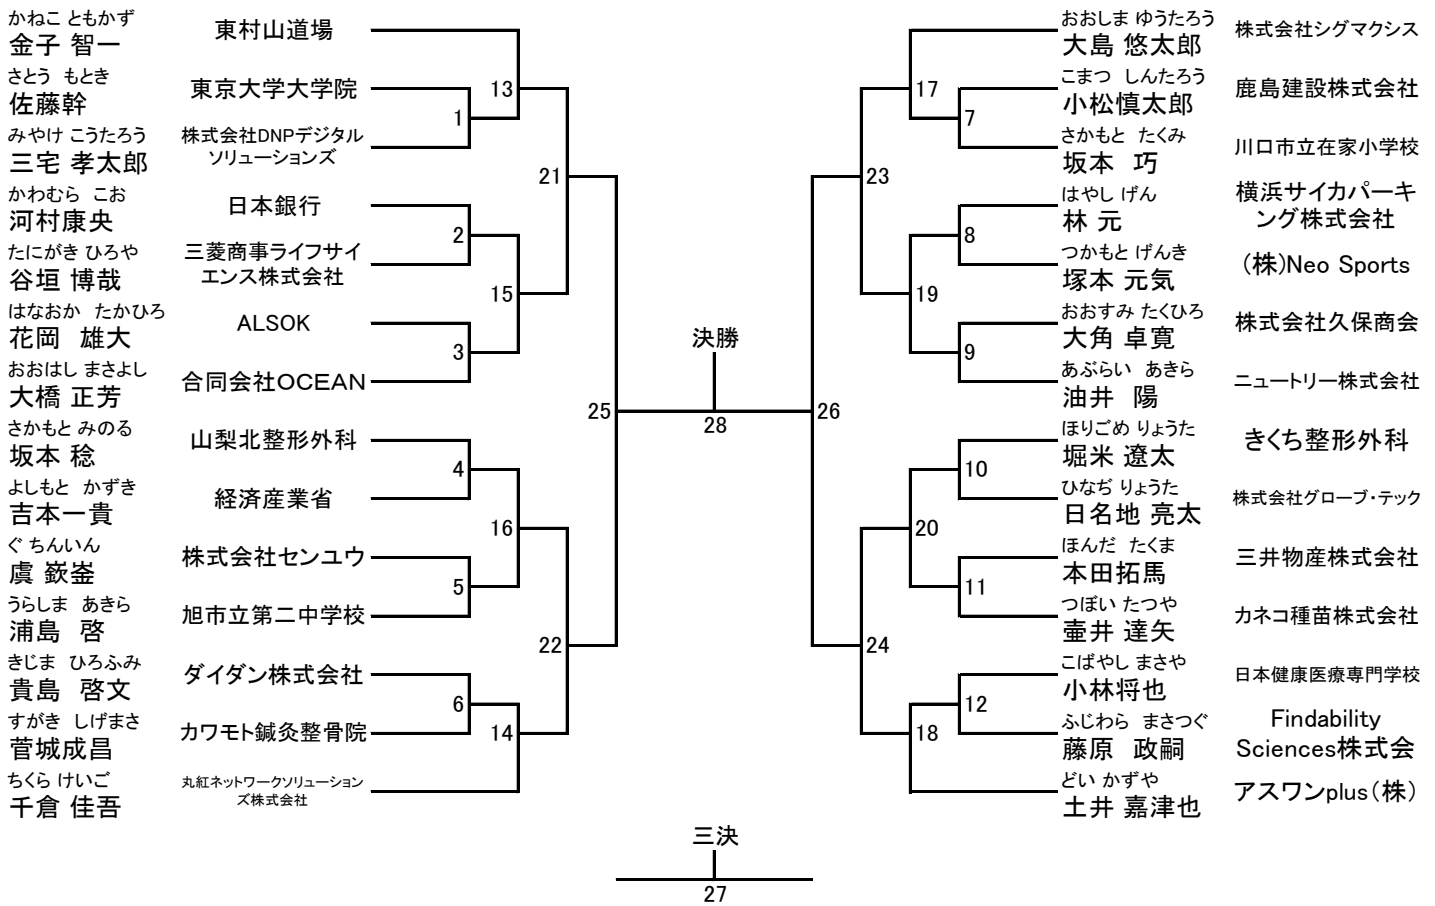 かねこ ともかず
金子 智一
東村山道場
さとう もとき
佐藤幹
東京大学大学院
みやけ こうたろう
三宅 孝太郎
株式会社DNPデジタル
ソリューションズ
かわむら こお
河村康央
日本銀行
たにがき ひろや
谷垣 博哉
三菱商事ライフサイ
エンス株式会社
はなおか たかひろ
花岡 雄大
ALSOK
おおはし まさよし
大橋 正芳
合同会社OCEAN
さかもと みのる
坂本 稔
山梨北整形外科
よしもと かずき
吉本一貴
経済産業省
ぐ ちんいん
虞 嶔崟
株式会社センユウ
うらしま あきら
浦島 啓
旭市立第二中学校
きじま ひろふみ
貴島 啓文
ダイダン株式会社
すがき しげまさ
菅城成昌
カワモト鍼灸整骨院
ちくら けいご
千倉 佳吾
丸紅ネットワークソリューション
ズ株式会社
1
2
3
4
5
6
13
15
16
14
21
22
25
決勝
28
三決
27
26
23
24
17
19
20
18
7
8
9
10
11
12
おおしま ゆうたろう
大島 悠太郎
株式会社シグマクシス
こまつ しんたろう
小松慎太郎
鹿島建設株式会社
さかもと たくみ
坂本 巧
川口市立在家小学校
はやし げん
林 元
横浜サイカパーキ
ング株式会社
つかもと げんき
塚本 元気
(株)Neo Sports
おおすみ たくひろ
大角 卓寛
株式会社久保商会
あぶらい あきら
油井 陽
ニュートリー株式会社
ほりごめ りょうた
堀米 遼太
きくち整形外科
ひなぢ りょうた
日名地 亮太
株式会社グローブ・テック
ほんだ たくま
本田拓馬
三井物産株式会社
つぼい たつや
壷井 達矢
カネコ種苗株式会社
こばやし まさや
小林将也
日本健康医療専門学校
ふじわら まさつぐ
藤原 政嗣
Findability
Sciences株式会
どい かずや
土井 嘉津也
アスワンplus（株）